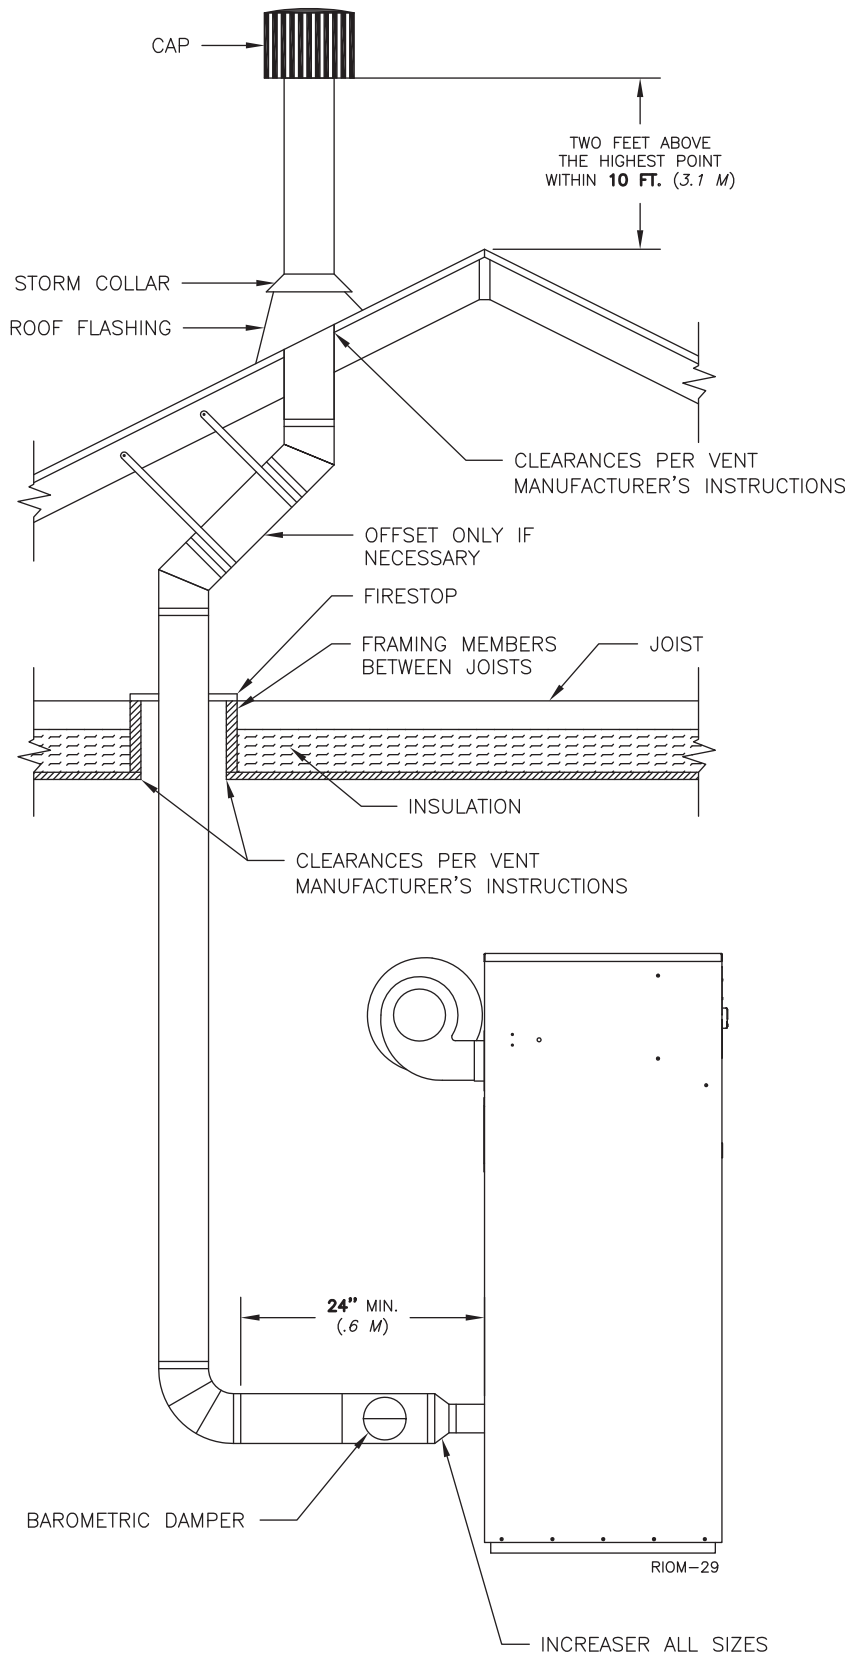 CAP
TWO FEET ABOVE
THE HIGHEST POINT
WITHIN 10 FT. (3.1 M)
STORM COLLAR
ROOF FLASHING
CLEARANCES PER VENT
MANUFACTURER'S INSTRUCTIONS
OFFSET ONLY IF
NECESSARY
FIRESTOP
FRAMING MEMBERS
BETWEEN JOISTS
JOIST
INSULATION
CLEARANCES PER VENT
MANUFACTURER'S INSTRUCTIONS
24" MIN.
(.6 M)
BAROMETRIC DAMPER
RIOM-29
INCREASER ALL SIZES